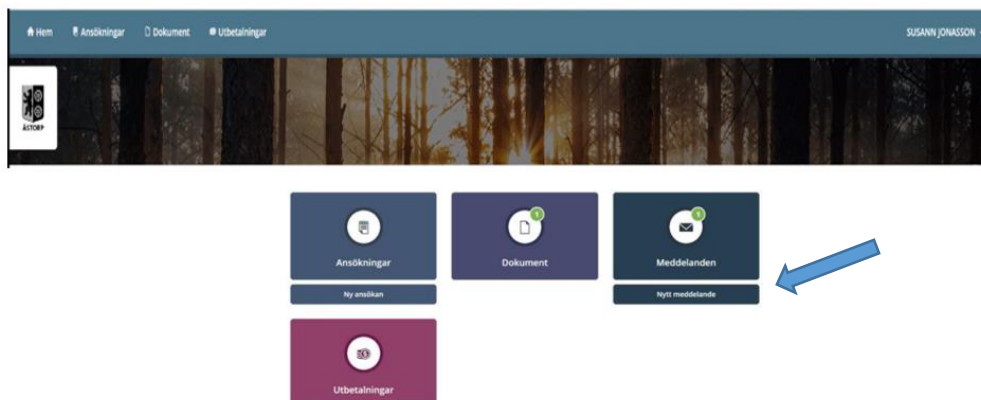 Hem Ansökningar Dokument Utbetalningar SUSANN JONASSON
ÅSTORP
1 1
Ansökningar Dokument Meddelanden
Ny ansökan Nytt meddelande
Utbetalningar